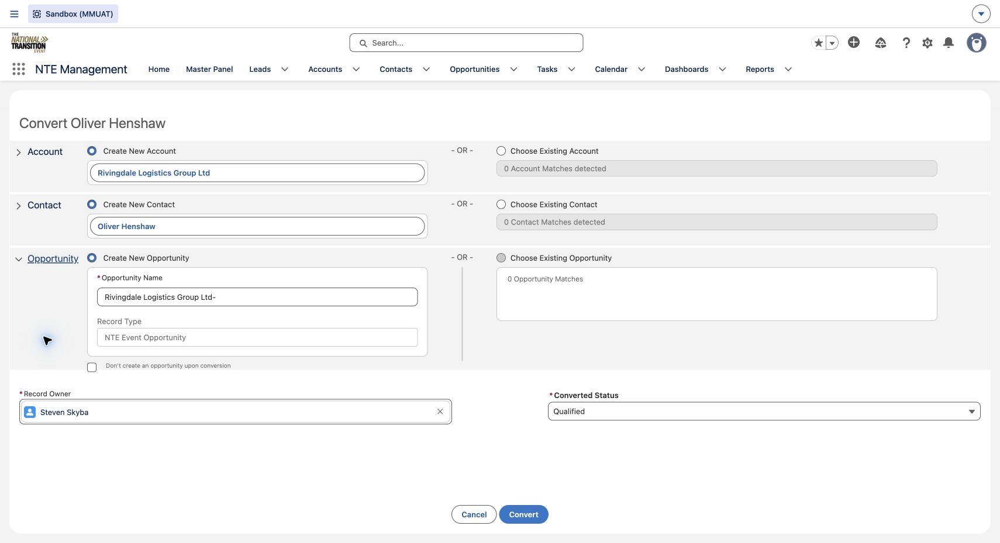 Sandbox (MMUAT)
THE
NATIONAL
TRANSITION
EVENT
Search...
NTE Management
Home
Master Panel
Leads
Accounts
Contacts
Opportunities
Tasks
Calendar
Dashboards
Reports
Convert Oliver Henshaw
Account
Create New Account
- OR -
Choose Existing Account
Rivingdale Logistics Group Ltd
0 Account Matches detected
Contact
Create New Contact
- OR -
Choose Existing Contact
Oliver Henshaw
0 Contact Matches detected
Opportunity
Create New Opportunity
- OR -
Choose Existing Opportunity
* Opportunity Name
0 Opportunity Matches
Rivingdale Logistics Group Ltd-
Record Type
NTE Event Opportunity
Don't create an opportunity upon conversion
* Record Owner
* Converted Status
Steven Skyba
Qualified
Cancel
Convert